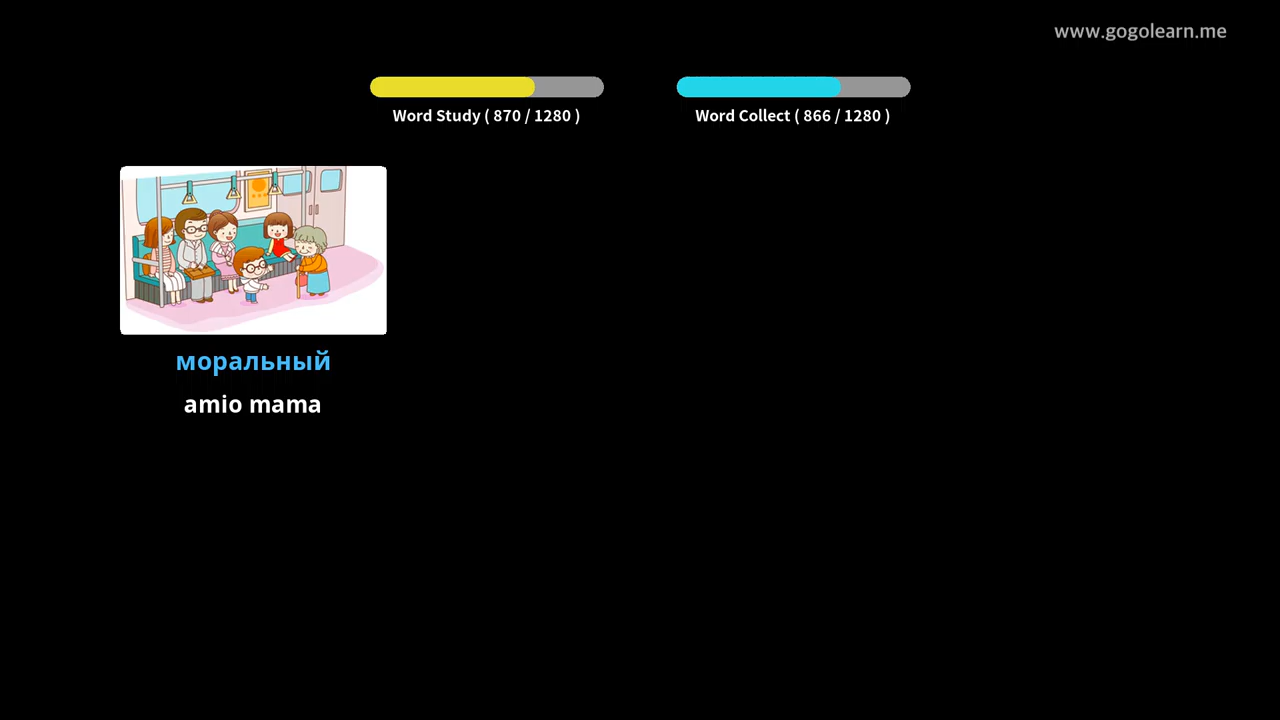 www.gogolearn.me
Word Study ( 870 / 1280 )
Word Collect ( 866 / 1280 )
моральный
amio mama